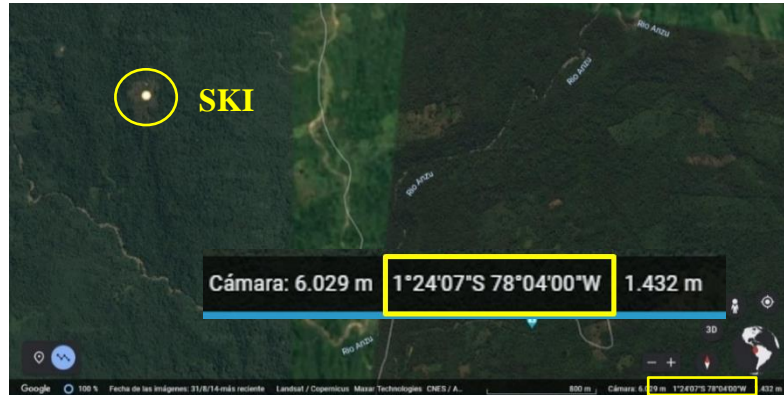 Río Anzu
Río Anzu
SKI
Río Anzu
Cámara: 6.029 m 1°24'07"S 78°04'00"W 1.432 m
3D
Río Anzu
Google 100 % Fecha de las imágenes: 31/8/14-más reciente Landsat / Copernicus Maxar Technologies CNES / A... 800 m Cámara: 6.029 m 1°24'07"S 78°04'00"W 432 m